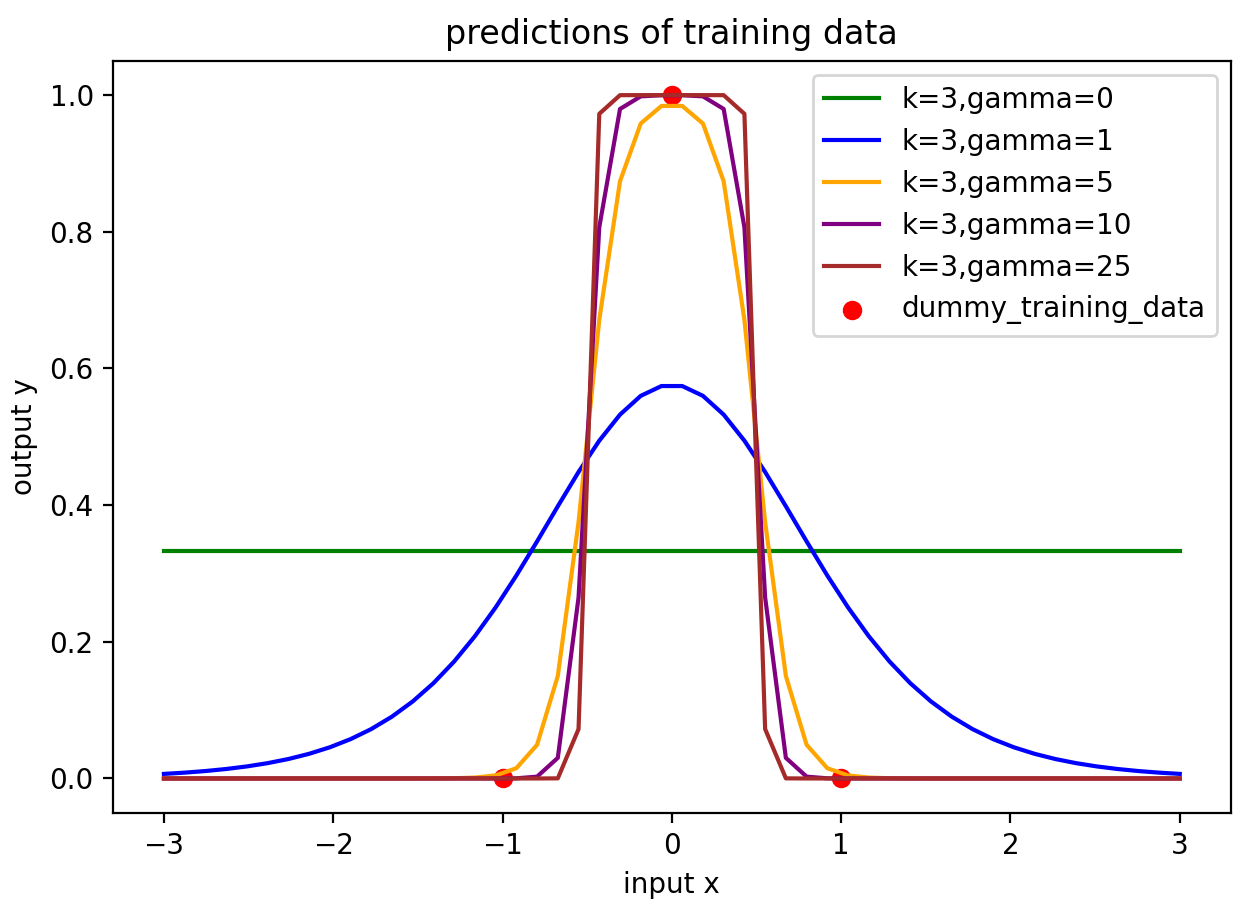 predictions of training data
1.0
0.8
0.6
0.4
0.2
0.0
output y
k=3,gamma=0
k=3,gamma=1
k=3,gamma=5
k=3,gamma=10
k=3,gamma=25
dummy_training_data
−3 −2 −1 0 1 2 3
input x